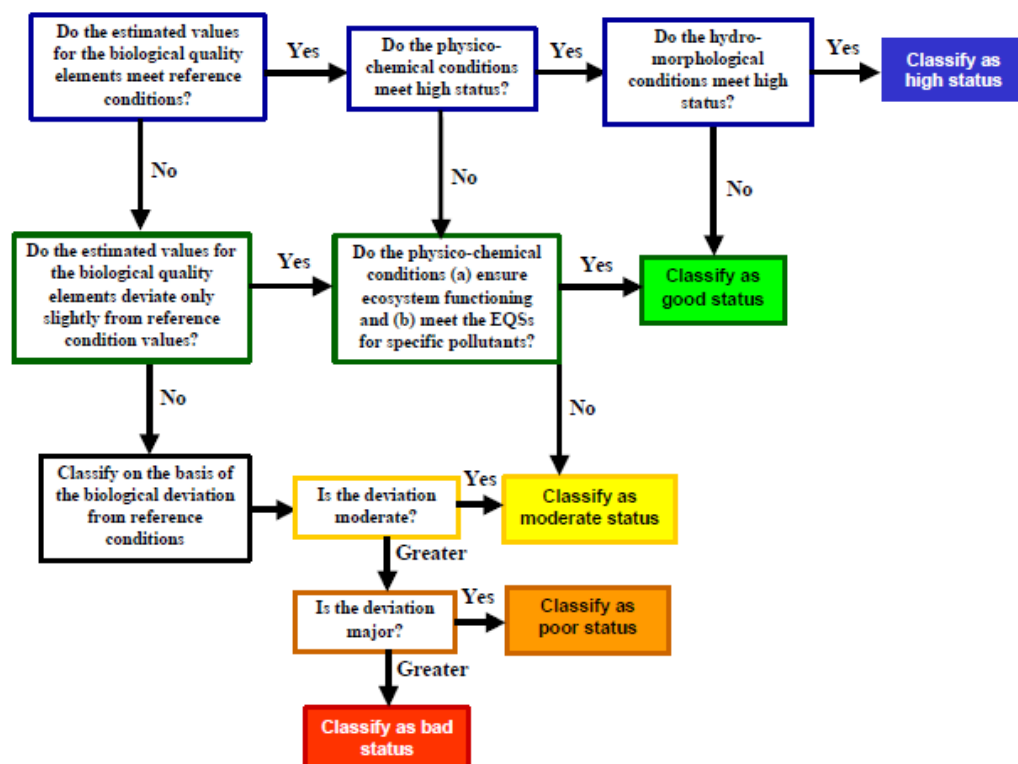 Do the estimated values
for the biological quality
elements meet reference
conditions?
Yes
Do the physico-
chemical conditions
meet high status?
Yes
Do the hydro-
morphological
conditions meet high
status?
Yes
Classify as
high status
No
No
No
Do the estimated values for
the biological quality
elements deviate only
slightly from reference
condition values?
Yes
Do the physico-chemical
conditions (a) ensure
ecosystem functioning
and (b) meet the EQSs
for specific pollutants?
Yes
Classify as
good status
No
No
Classify on the basis of
the biological deviation
from reference
conditions
Is the deviation
moderate?
Yes
Classify as
moderate status
Greater
Is the deviation
major?
Yes
Classify as
poor status
Greater
Classify as bad
status